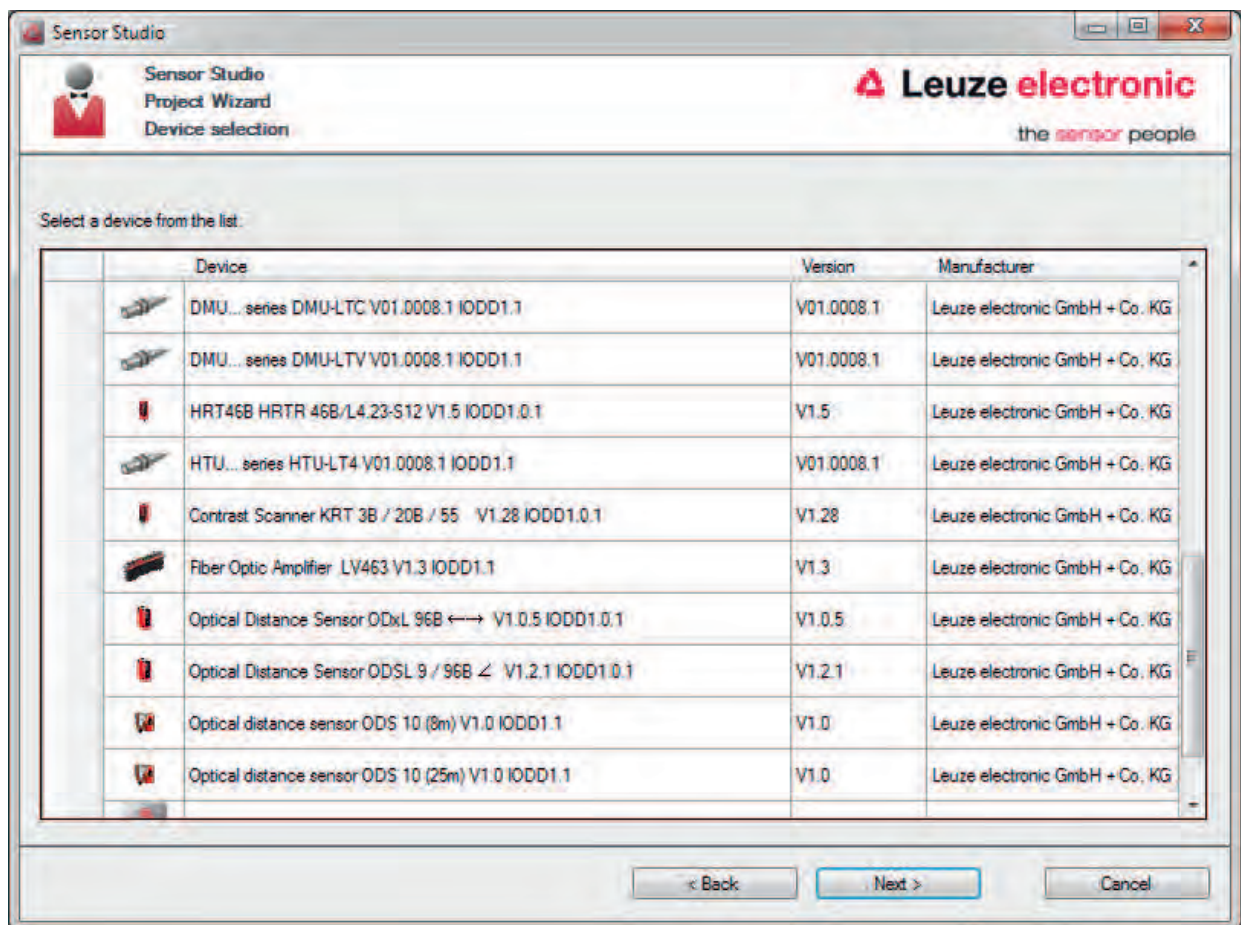 Sensor Studio
Sensor Studio
Project Wizard
Device selection
Leuze electronic
the sensor people
Select a device from the list.
Device Version Manufacturer
DMU... series DMU-LTC V01.0008.1 IODD1.1 V01.0008.1 Leuze electronic GmbH + Co. KG
DMU... series DMU-LTV V01.0008.1 IODD1.1 V01.0008.1 Leuze electronic GmbH + Co. KG
HRT46B HRTR 46B/L4.23-S12 V1.5 IODD1.0.1 V1.5 Leuze electronic GmbH + Co. KG
HTU... series HTU-LT4 V01.0008.1 IODD1.1 V01.0008.1 Leuze electronic GmbH + Co. KG
Contrast Scanner KRT 3B / 20B / 55 V1.28 IODD1.0.1 V1.28 Leuze electronic GmbH + Co. KG
Fiber Optic Amplifier LV463 V1.3 IODD1.1 V1.3 Leuze electronic GmbH + Co. KG
Optical Distance Sensor ODxL 96B ←→ V1.0.5 IODD1.0.1 V1.0.5 Leuze electronic GmbH + Co. KG
Optical Distance Sensor ODSL 9 / 96B ∠ V1.2.1 IODD1.0.1 V1.2.1 Leuze electronic GmbH + Co. KG
Optical distance sensor ODS 10 (8m) V1.0 IODD1.1 V1.0 Leuze electronic GmbH + Co. KG
Optical distance sensor ODS 10 (25m) V1.0 IODD1.1 V1.0 Leuze electronic GmbH + Co. KG
< Back Next > Cancel